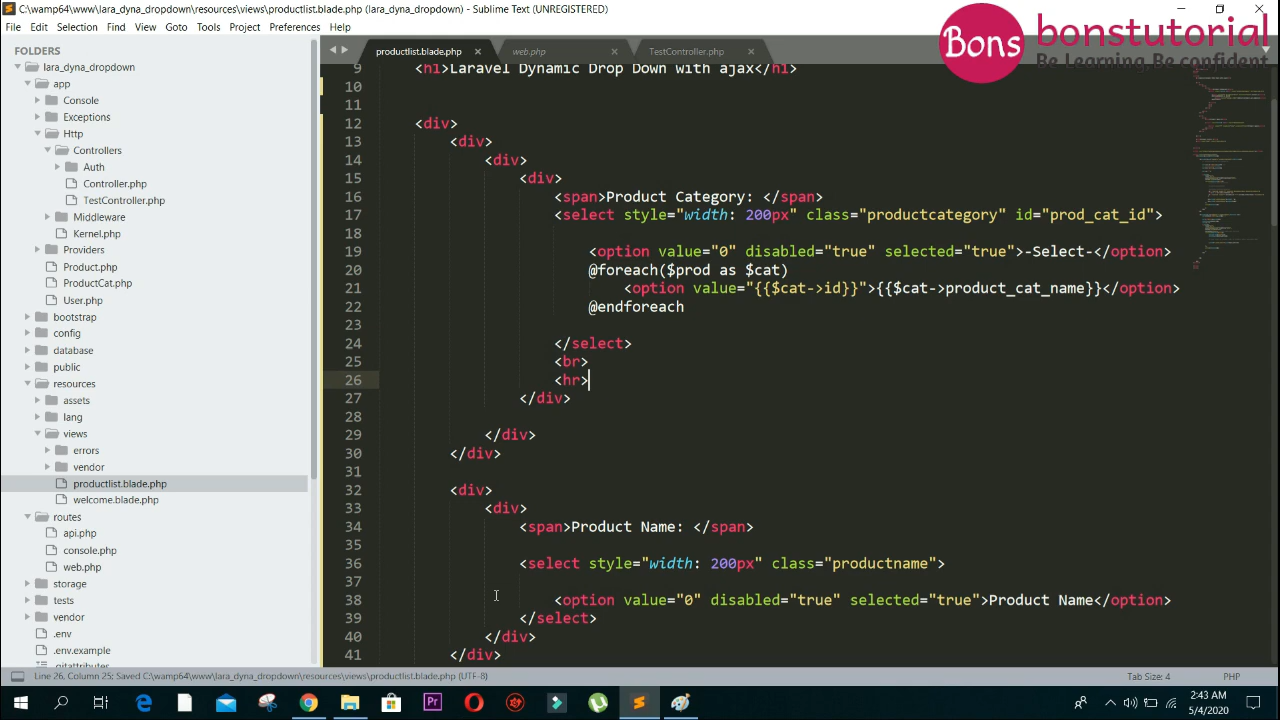 C:\wamp64\www\lara_dyna_dropdown\resources\views\productlist.blade.php (lara_dyna_dropdown) - Sublime Text (UNREGISTERED)
File Edit Selection Find View Goto Tools Project Preferences Help
Bons
bonstutorial
Be Learning,Be confident
FOLDERS
lara_dyna_dropdown
app
Console
Exceptions
Http
Controllers
Auth
Controller.php
TestController.php
Middleware
Kernel.php
Providers
Product.php
ProductCat.php
User.php
bootstrap
config
database
public
resources
assets
lang
views
errors
vendor
productlist.blade.php
welcome.blade.php
routes
api.php
console.php
web.php
storage
tests
vendor
.env
.env.example
.gitattributes
productlist.blade.php web.php TestController.php
9 <h1>Laravel Dynamic Drop Down with ajax</h1>
10
11
12 <div>
13 <div>
14 <div>
15 <div>
16 <span>Product Category: </span>
17 <select style="width: 200px" class="productcategory" id="prod_cat_id">
18
19 <option value="0" disabled="true" selected="true">-Select-</option>
20 @foreach($prod as $cat)
21 <option value="{{$cat->id}}">{{$cat->product_cat_name}}</option>
22 @endforeach
23
24 </select>
25 <br>
26 <hr>
27 </div>
28
29 </div>
30 </div>
31
32 <div>
33 <div>
34 <span>Product Name: </span>
35
36 <select style="width: 200px" class="productname">
37
38 <option value="0" disabled="true" selected="true">Product Name</option>
39 </select>
40 </div>
41 </div>
Line 26, Column 25; Saved C:\wamp64\www\lara_dyna_dropdown\resources\views\productlist.blade.php (UTF-8)
Tab Size: 4 PHP
Pr
2:43 AM
5/4/2020